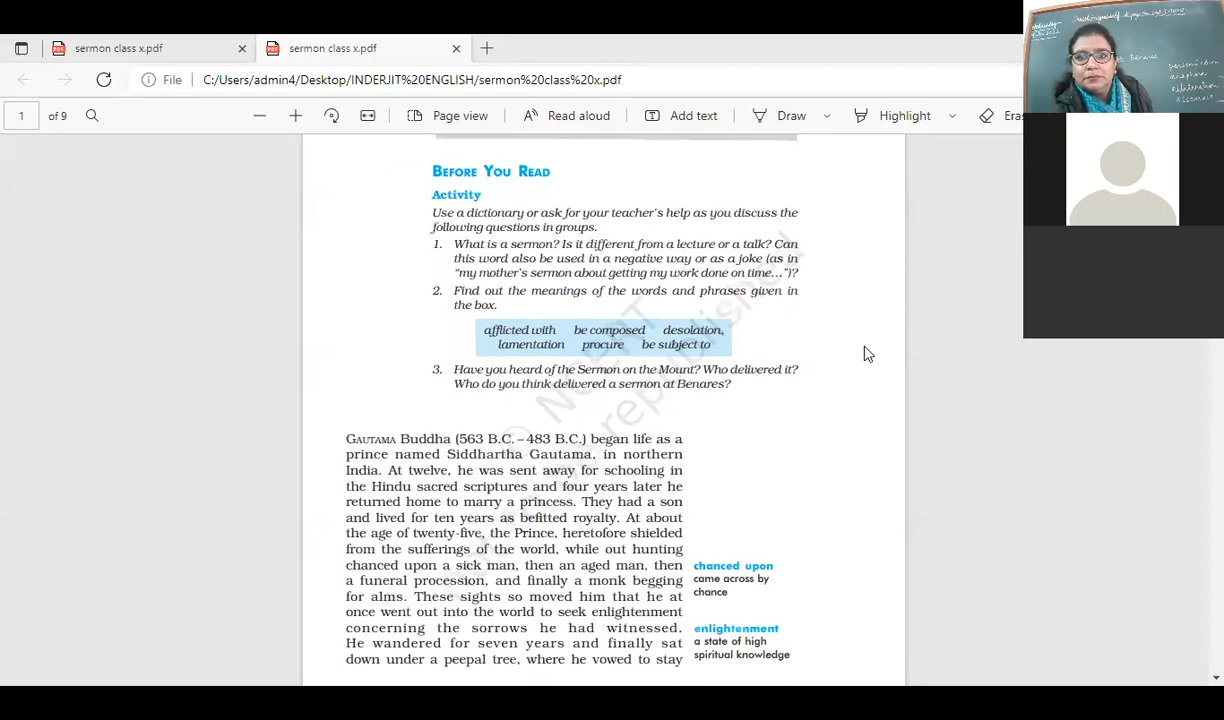 sermon class x.pdf
sermon class x.pdf
File
C:/Users/admin4/Desktop/INDERJIT%20ENGLISH/sermon%20class%20x.pdf
1 of 9
Page view
Read aloud
Add text
Draw
Highlight
Eras
BEFORE YOU READ
Activity
Use a dictionary or ask for your teacher's help as you discuss the
following questions in groups.
1. What is a sermon? Is it different from a lecture or a talk? Can
this word also be used in a negative way or as a joke (as in
“my mother's sermon about getting my work done on time…”)?
2. Find out the meanings of the words and phrases given in
the box.
afflicted with be composed desolation,
lamentation procure be subject to
3. Have you heard of the Sermon on the Mount? Who delivered it?
Who do you think delivered a sermon at Benares?
GAUTAMA Buddha (563 B.C. – 483 B.C.) began life as a
prince named Siddhartha Gautama, in northern
India. At twelve, he was sent away for schooling in
the Hindu sacred scriptures and four years later he
returned home to marry a princess. They had a son
and lived for ten years as befitted royalty. At about
the age of twenty-five, the Prince, heretofore shielded
from the sufferings of the world, while out hunting
chanced upon a sick man, then an aged man, then
a funeral procession, and finally a monk begging
for alms. These sights so moved him that he at
once went out into the world to seek enlightenment
concerning the sorrows he had witnessed.
He wandered for seven years and finally sat
down under a peepal tree, where he vowed to stay
chanced upon
came across by
chance
enlightenment
a state of high
spiritual knowledge
© NCERT
not to be republished
Benares